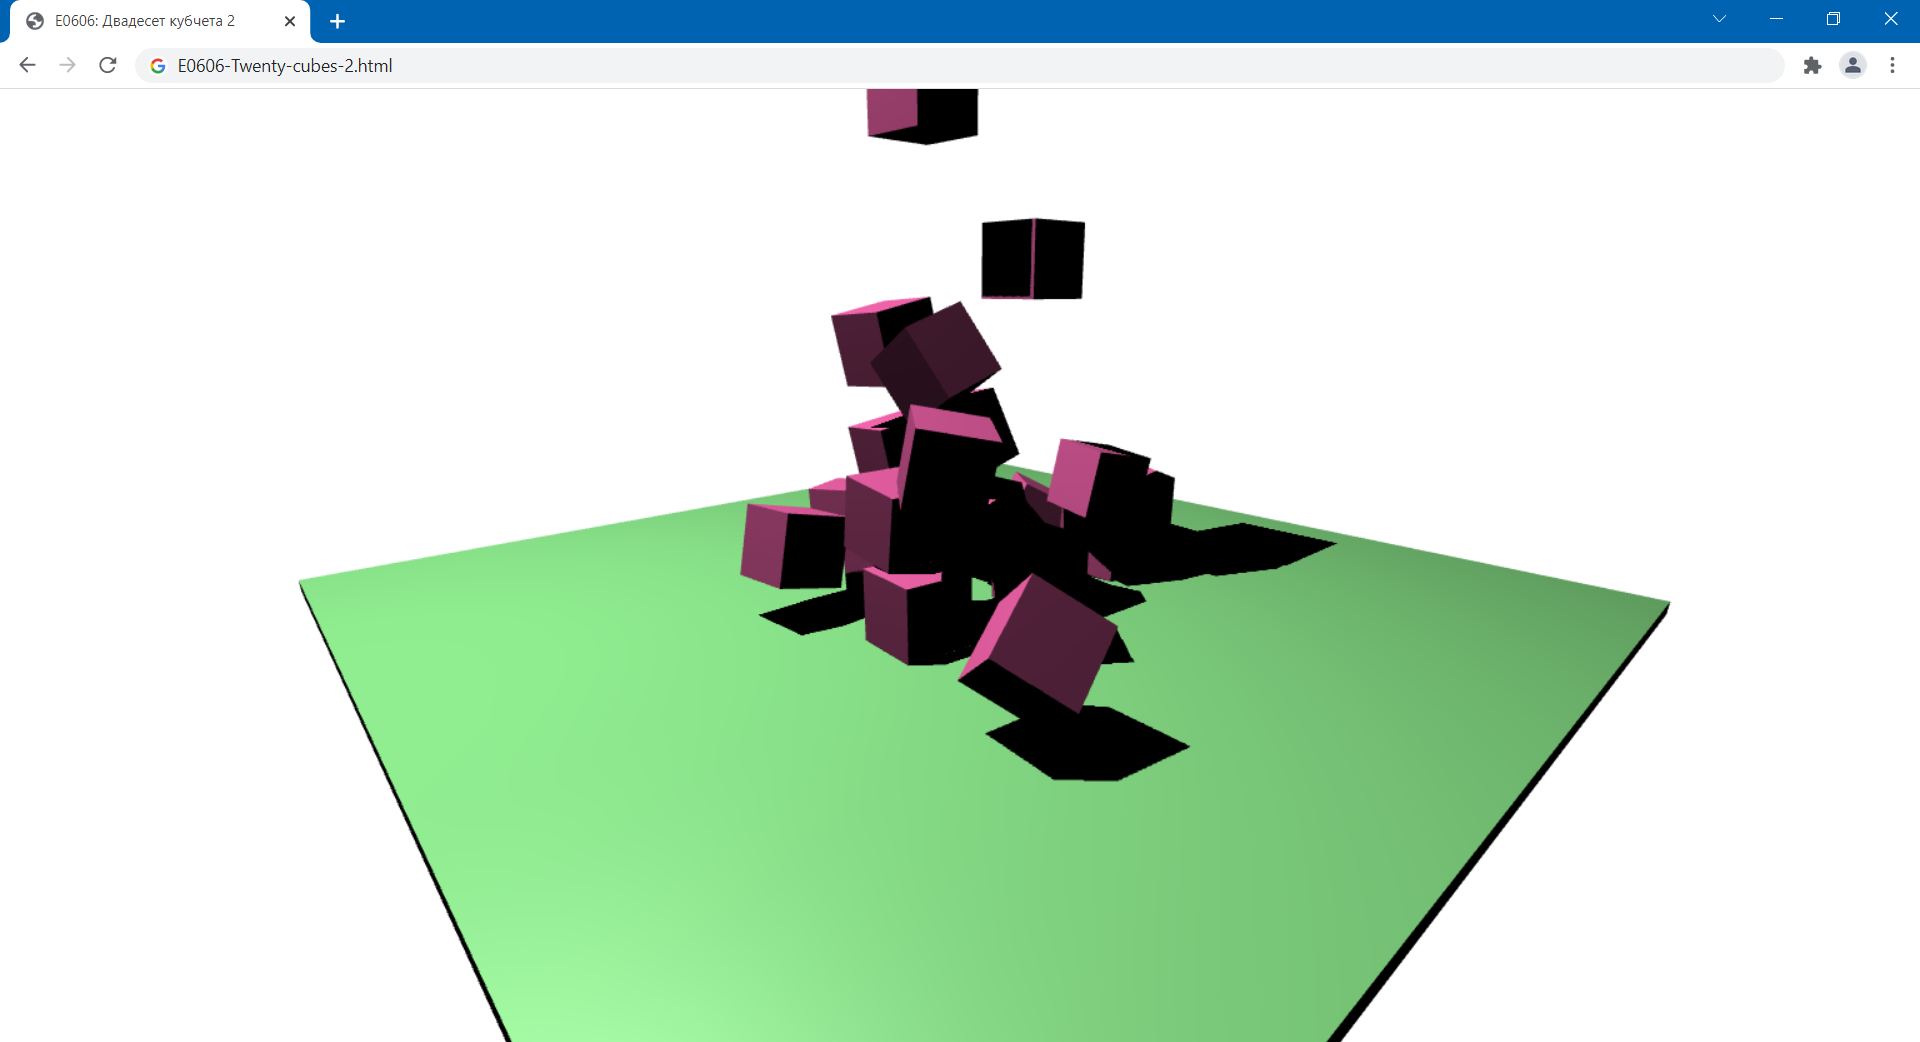 E0606: Двадесет кубчета 2
E0606-Twenty-cubes-2.html